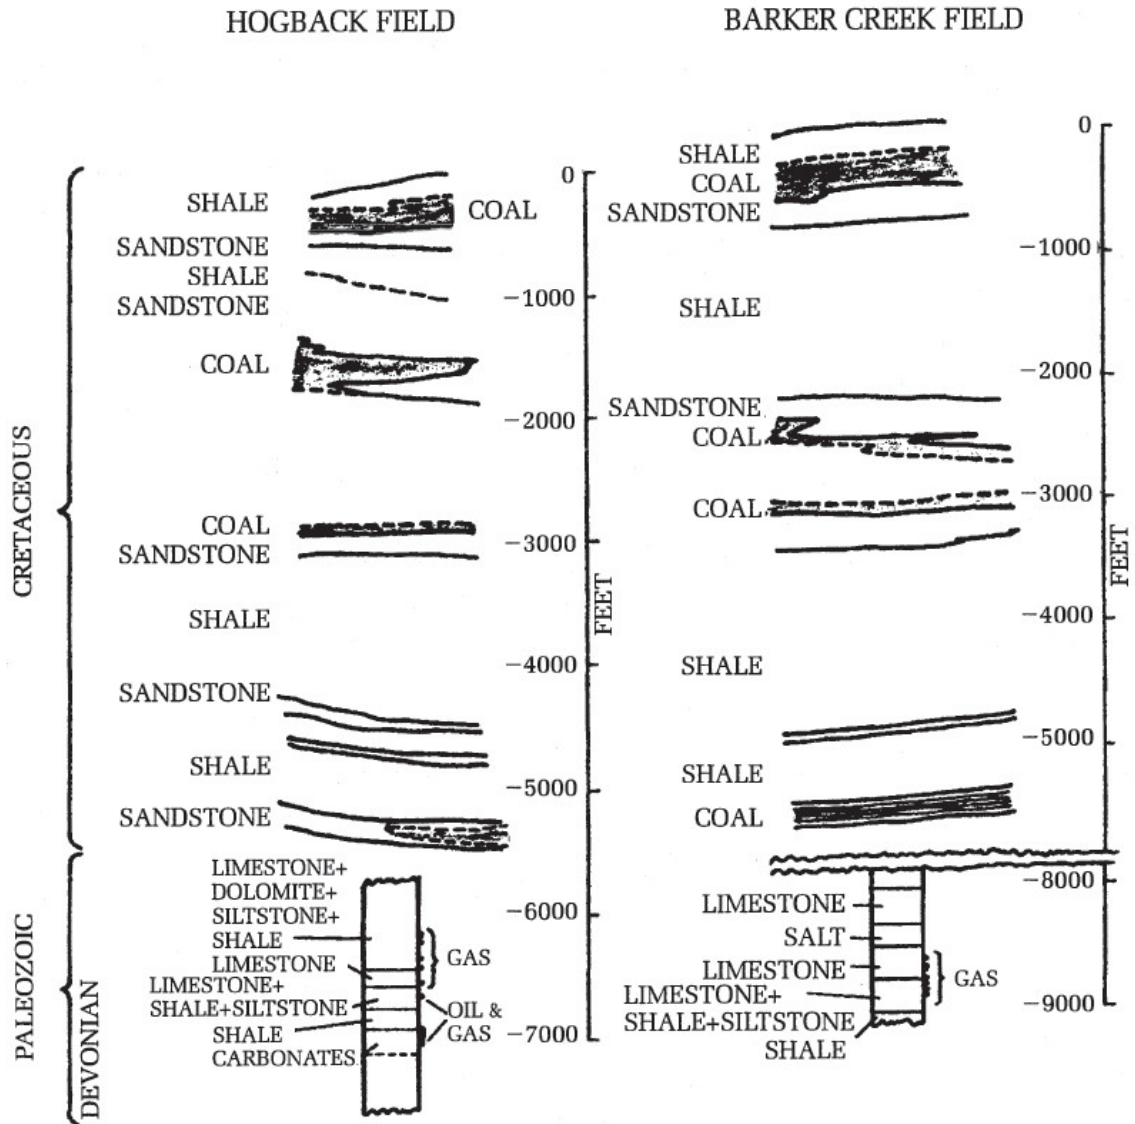 HOGBACK FIELD
BARKER CREEK FIELD
CRETACEOUS
PALEOZOIC
DEVONIAN
SHALE
COAL
SANDSTONE
SHALE
SANDSTONE
COAL
COAL
SANDSTONE
SHALE
SANDSTONE
SHALE
SANDSTONE
LIMESTONE+
DOLOMITE+
SILTSTONE+
SHALE
LIMESTONE
LIMESTONE+
SHALE+SILTSTONE
SHALE
CARBONATES
GAS
OIL &
GAS
0
−1000
−2000
−3000
FEET
−4000
−5000
−6000
−7000
SHALE
COAL
SANDSTONE
SHALE
SANDSTONE
COAL
COAL
SHALE
SHALE
COAL
LIMESTONE
SALT
LIMESTONE
LIMESTONE+
SHALE+SILTSTONE
SHALE
GAS
0
−1000
−2000
−3000
FEET
−4000
−5000
−8000
−9000